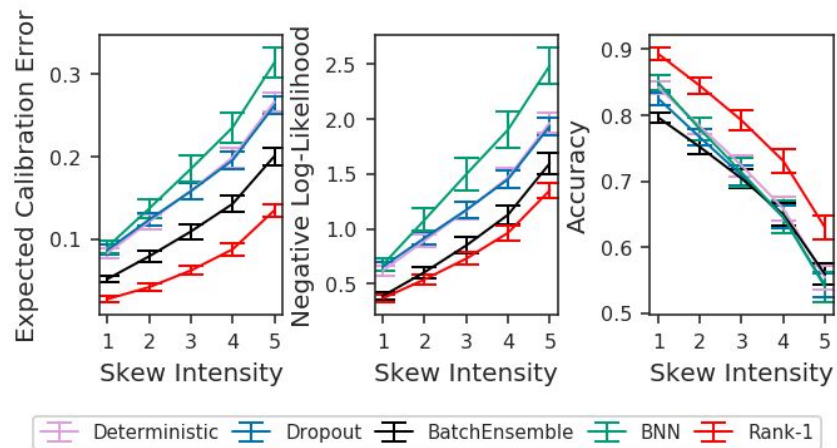 Expected Calibration Error
0.3
0.2
0.1
1 2 3 4 5
Skew Intensity
Negative Log-Likelihood
2.5
2.0
1.5
1.0
0.5
1 2 3 4 5
Skew Intensity
Accuracy
0.9
0.8
0.7
0.6
0.5
1 2 3 4 5
Skew Intensity
Deterministic Dropout BatchEnsemble BNN Rank-1